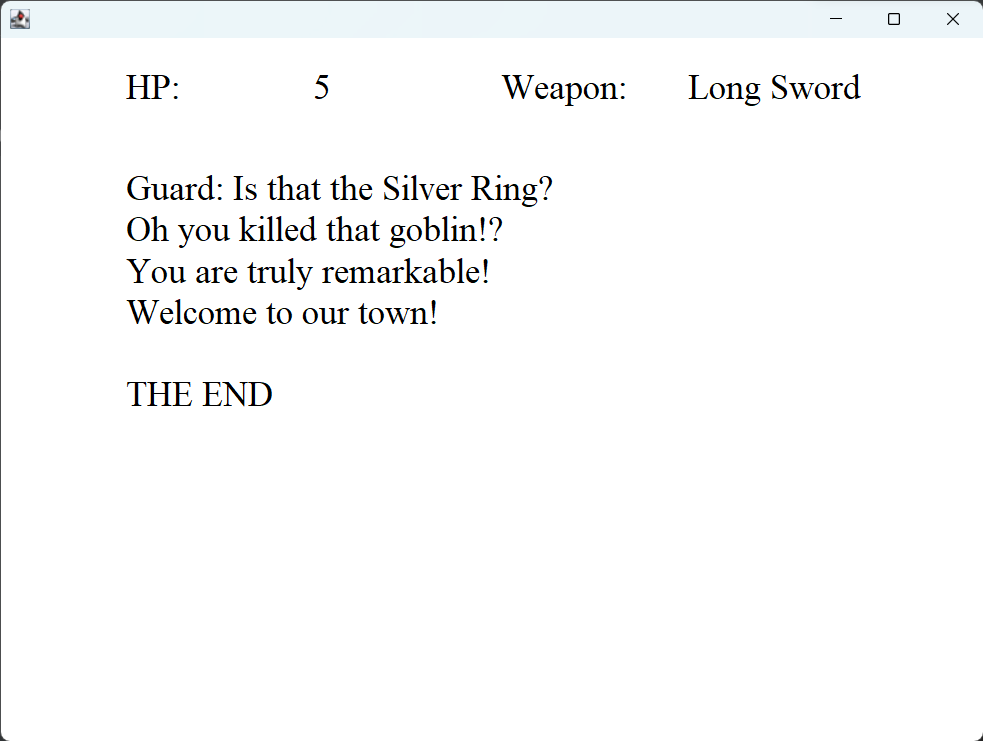 HP: 5 Weapon: Long Sword
Guard: Is that the Silver Ring?
Oh you killed that goblin!?
You are truly remarkable!
Welcome to our town!
THE END